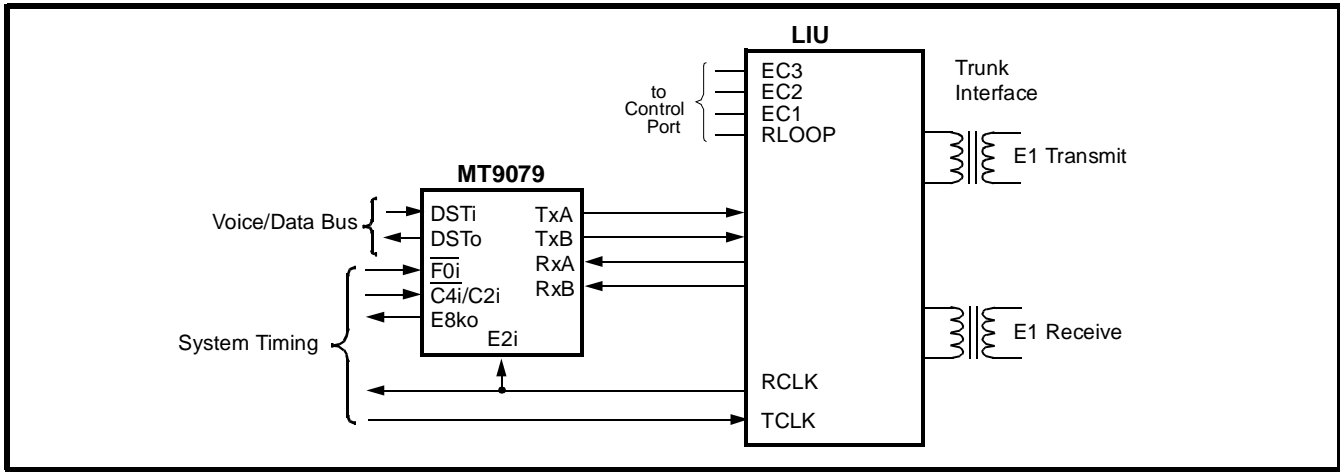 LIU
EC3
EC2
EC1
RLOOP
to
Control
Port
Trunk
Interface
E1 Transmit
MT9079
Voice/Data Bus
DSTi
DSTo
F0i
C4i/C2i
E8ko
E2i
TxA
TxB
RxA
RxB
System Timing
E1 Receive
RCLK
TCLK